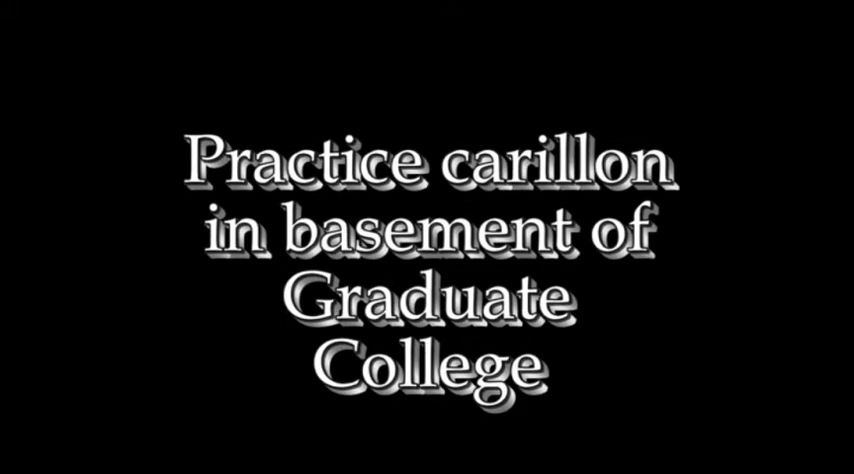 Practice carillon
in basement of
Graduate
College